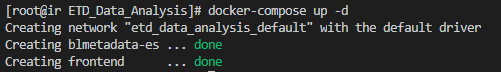 [root@ir ETD_Data_Analysis]# docker-compose up -d
Creating network "etd_data_analysis_default" with the default driver
Creating blmetadata-es ... done
Creating frontend      ... done